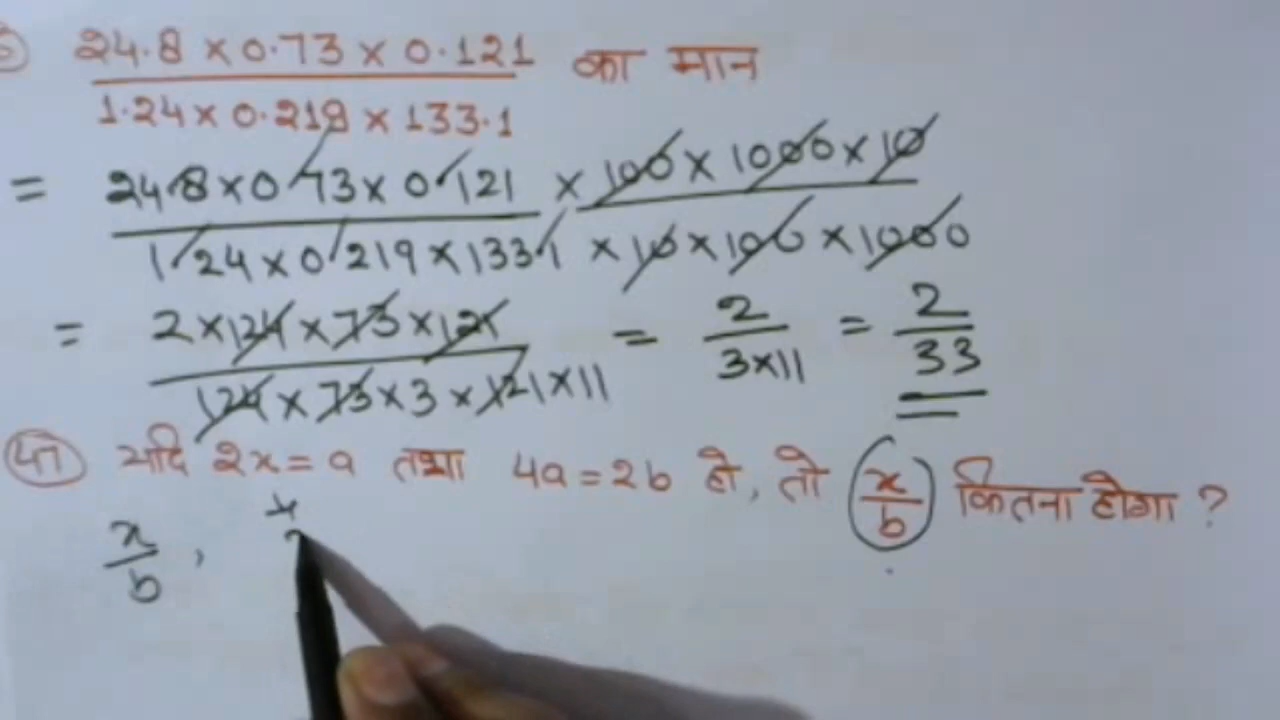 24.8 × 0.73 × 0.121 का मान
1.24 × 0.219 × 133.1
= 24.8 × 0.73 × 0.121 × 100 × 1000 × 10
1.24 × 0.219 × 133.1 × 10 × 100 × 1000
= 2 × 124 × 73 × 121 = 2 = 2
124 × 73 × 3 × 121 × 11 3 × 11 33
47 यदि 2x = a तथा 4a = 2b हो, तो x/b कितना होगा ?
x/b ,